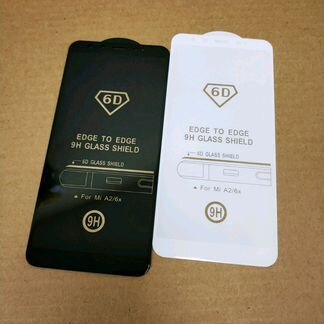 6D
EDGE TO EDGE
9H GLASS SHIELD
6D GLASS SHIELD
For Mi A2/6x
9H
6D
EDGE TO EDGE
9H GLASS SHIELD
6D GLASS SHIELD
For Mi A2/6x
9H